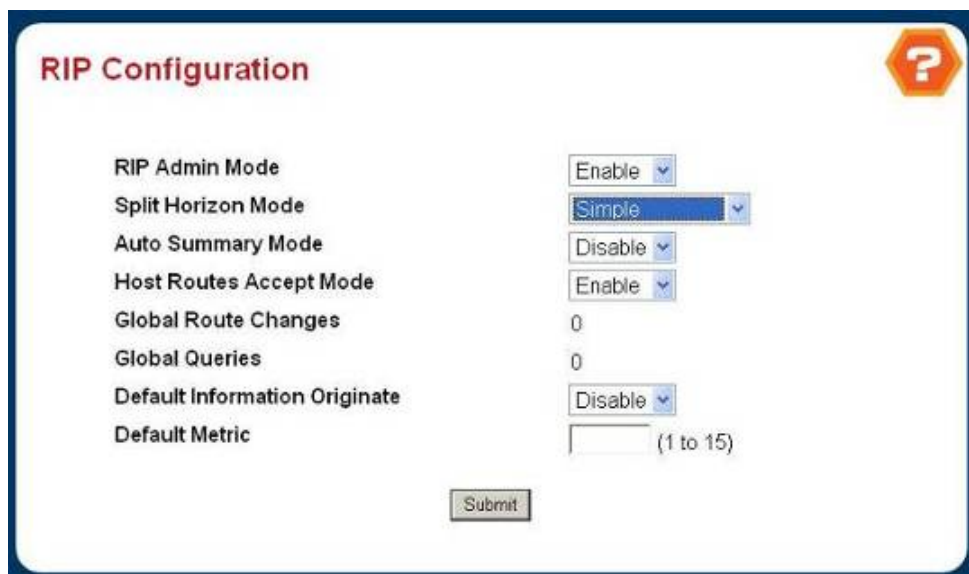 RIP Configuration
?
RIP Admin Mode Enable
Split Horizon Mode Simple
Auto Summary Mode Disable
Host Routes Accept Mode Enable
Global Route Changes 0
Global Queries 0
Default Information Originate Disable
Default Metric (1 to 15)
Submit